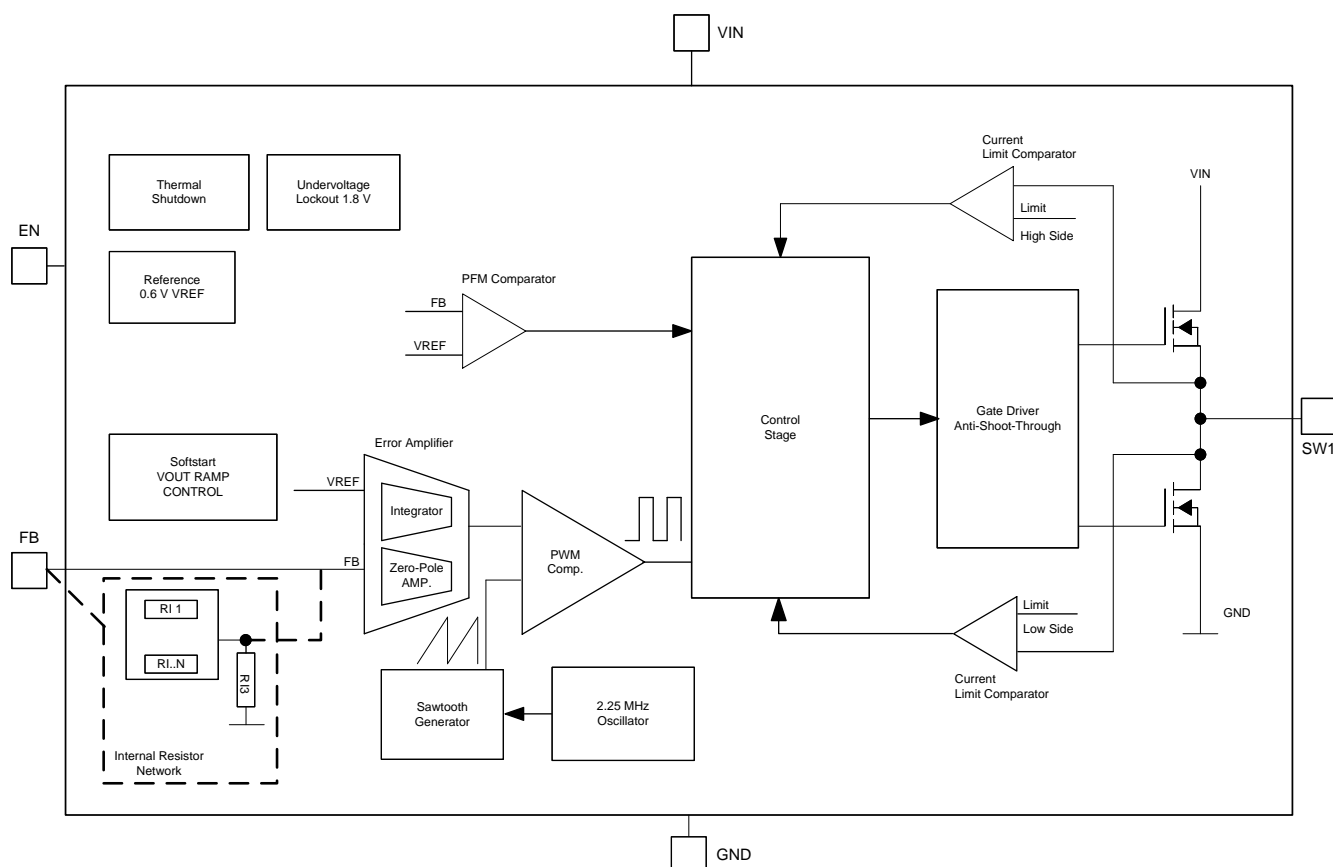 VIN
Current
Limit Comparator
Thermal
Shutdown
Undervoltage
Lockout 1.8 V
VIN
Limit
High Side
EN
Reference
0.6 V VREF
PFM Comparator
FB
VREF
Control
Stage
Gate Driver
Anti-Shoot-Through
SW1
Softstart
VOUT RAMP
CONTROL
Error Amplifier
VREF
Integrator
FB
FB
Zero-Pole
AMP.
PWM
Comp.
RI 1
RI..N
RI3
Limit
Low Side
GND
Current
Limit Comparator
Sawtooth
Generator
2.25 MHz
Oscillator
Internal Resistor
Network
GND